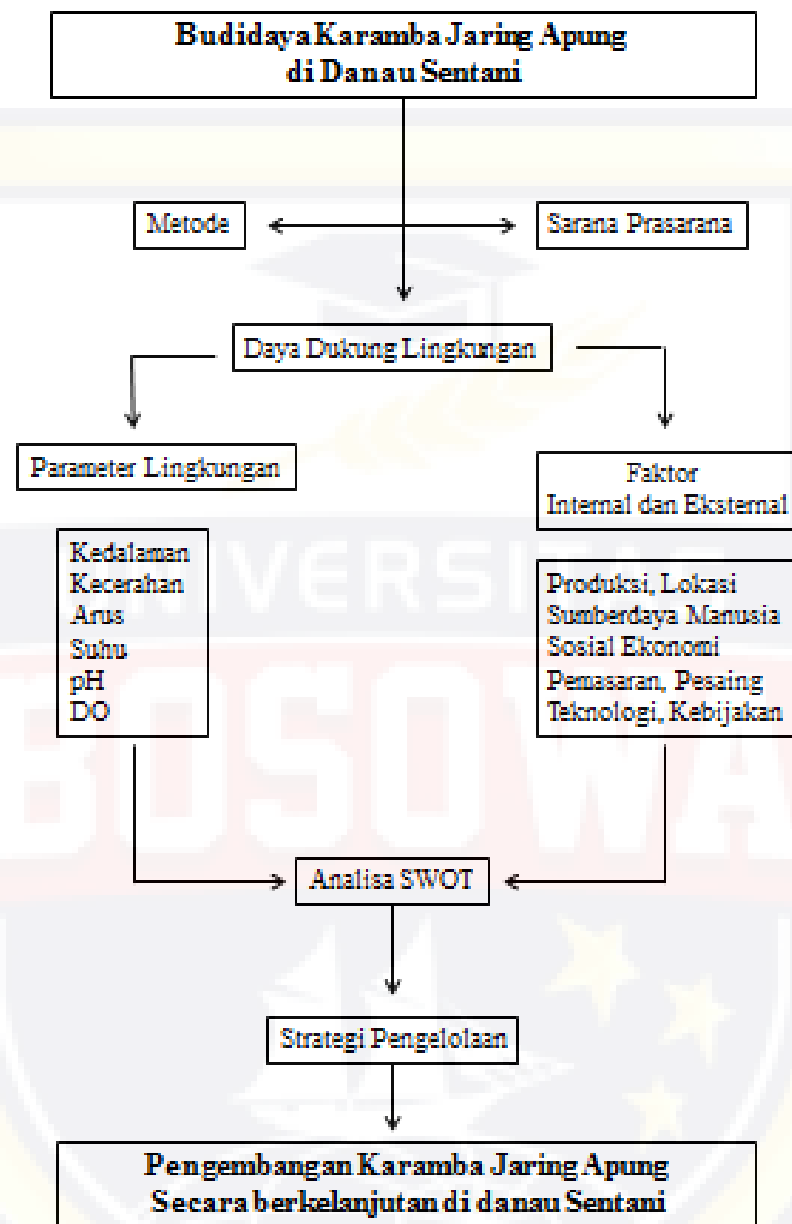 Budidaya Karamba Jaring Apung
di Danau Sentani
Metode
Sarana Prasarana
Daya Dukung Lingkungan
Parameter Lingkungan
Faktor
Internal dan Eksternal
Kedalaman
Kecerahan
Arus
Suhu
pH
DO
Produksi, Lokasi
Sumberdaya Manusia
Sosial Ekonomi
Pemasaran, Pesaing
Teknologi, Kebijakan
UNIVERSITAS
BOSOWA
Analisa SWOT
Strategi Pengelolaan
Pengembangan Karamba Jaring Apung
Secara berkelanjutan di danau Sentani